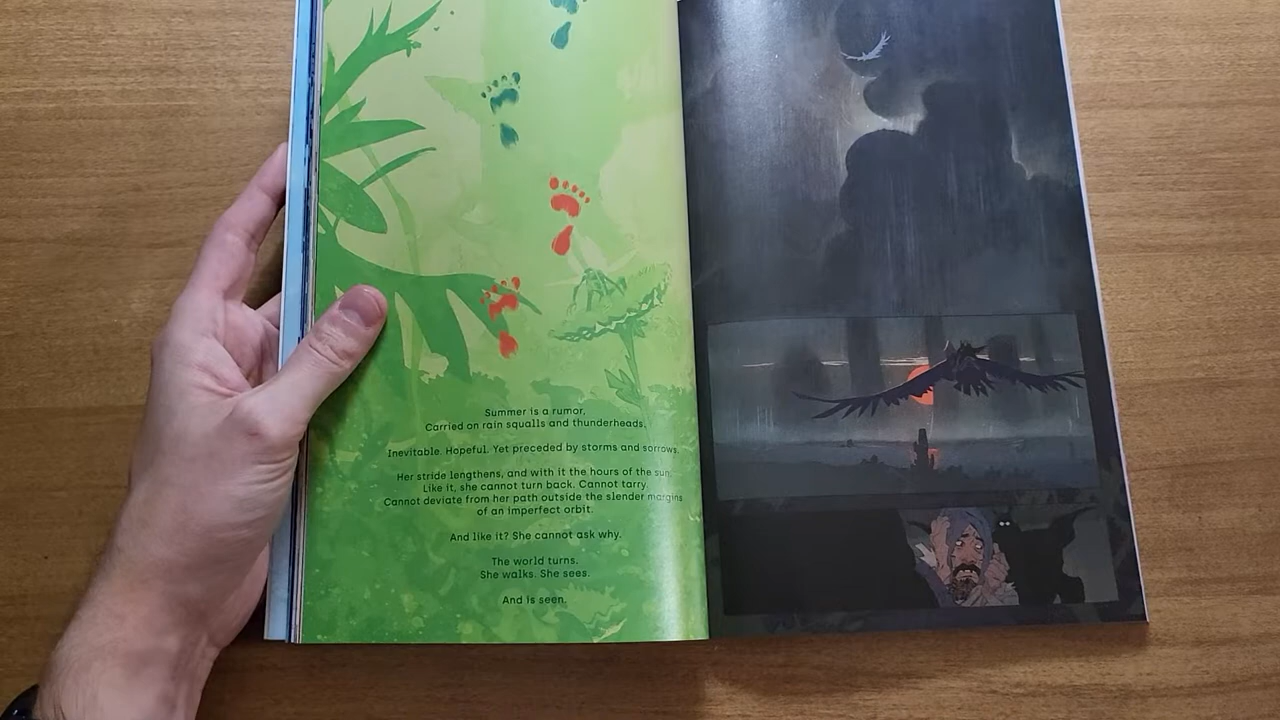 Summer is a rumor,
Carried on rain squalls and thunderheads.
Inevitable. Hopeful. Yet preceded by storms and sorrows.
Her stride lengthens, and with it the hours of the sun.
Like it, she cannot turn back. Cannot tarry.
Cannot deviate from her path outside the slender margins
of an imperfect orbit.
And like it? She cannot ask why.
The world turns.
She walks. She sees.
And is seen.